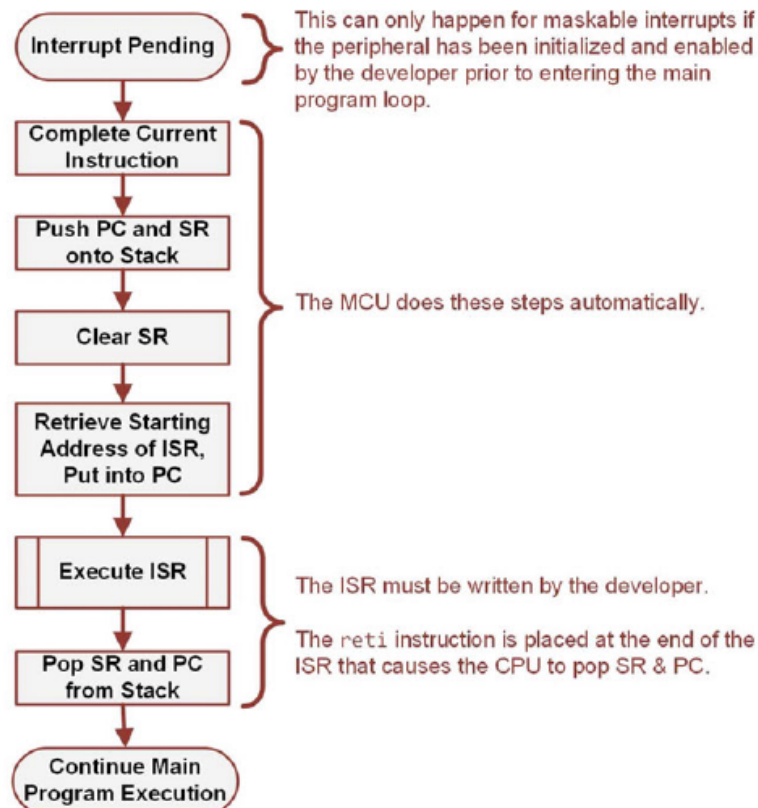 Interrupt Pending
This can only happen for maskable interrupts if
the peripheral has been initialized and enabled
by the developer prior to entering the main
program loop.
Complete Current
Instruction
Push PC and SR
onto Stack
Clear SR
Retrieve Starting
Address of ISR,
Put into PC
The MCU does these steps automatically.
Execute ISR
Pop SR and PC
from Stack
The ISR must be written by the developer.
The reti instruction is placed at the end of the
ISR that causes the CPU to pop SR & PC.
Continue Main
Program Execution